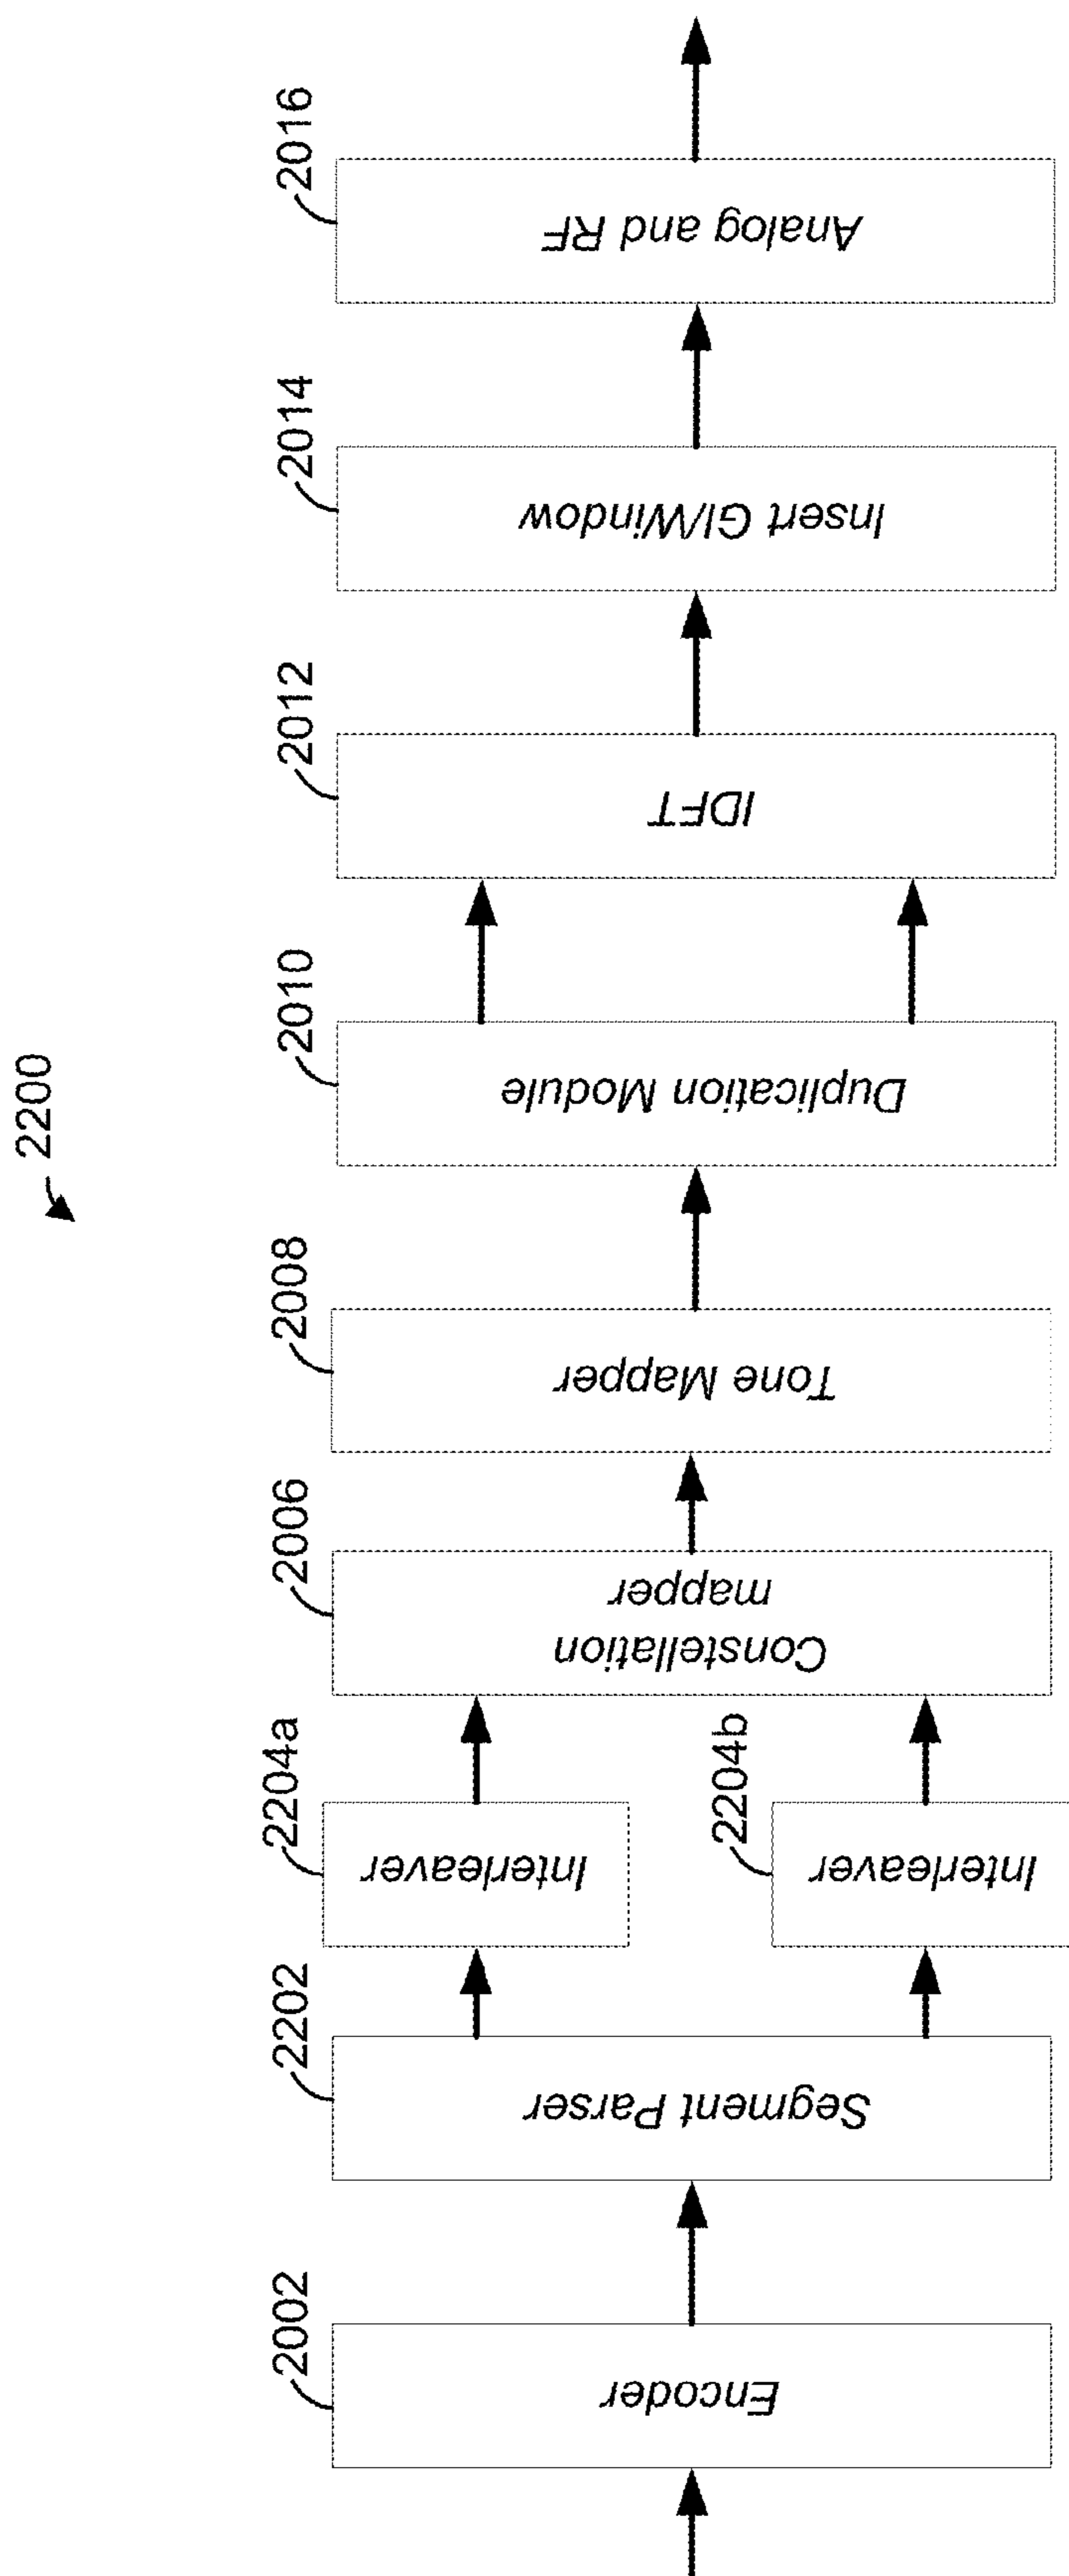 2200
2002
Encoder
2202
Segment Parser
2204a
Interleaver
2204b
Interleaver
2006
Constellation
mapper
2008
Tone Mapper
2010
Duplication Module
2012
IDFT
2014
Insert GI/Window
2016
Analog and RF